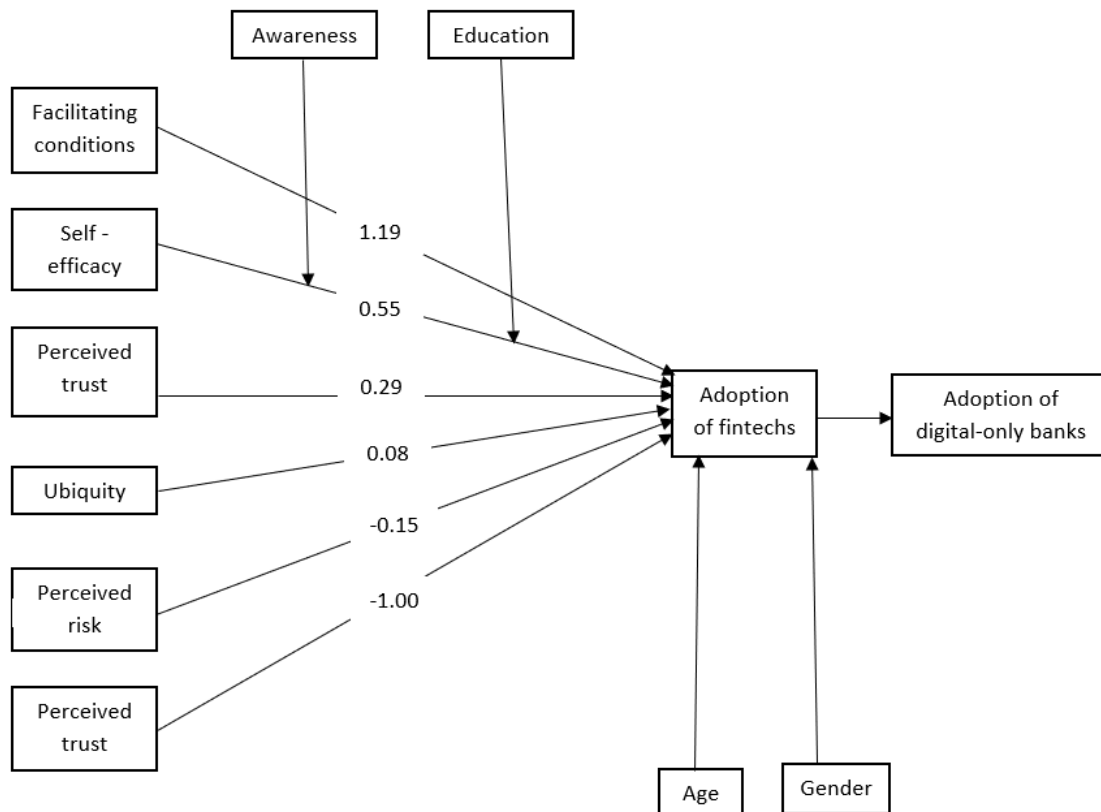 Awareness
Education
Facilitating
conditions
Self -
efficacy
1.19
0.55
Perceived
trust
0.29
Adoption
of fintechs
Adoption of
digital-only banks
0.08
Ubiquity
-0.15
Perceived
risk
-1.00
Perceived
trust
Age
Gender